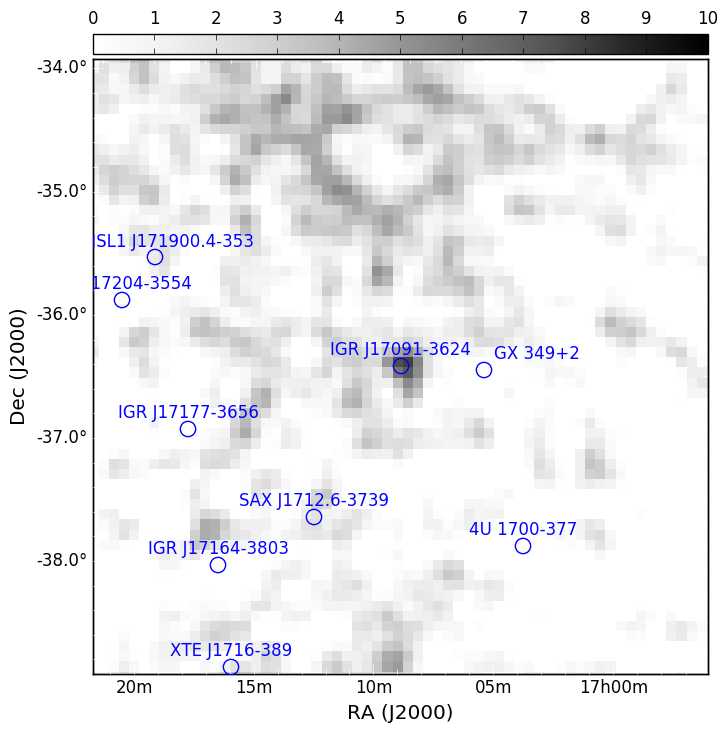 0 1 2 3 4 5 6 7 8 9 10
-34.0°
-35.0°
ISL1 J171900.4-353
17204-3554
-36.0°
IGR J17091-3624
GX 349+2
IGR J17177-3656
-37.0°
SAX J1712.6-3739
4U 1700-377
IGR J17164-3803
-38.0°
XTE J1716-389
20m 15m 10m 05m 17h00m
RA (J2000)
Dec (J2000)